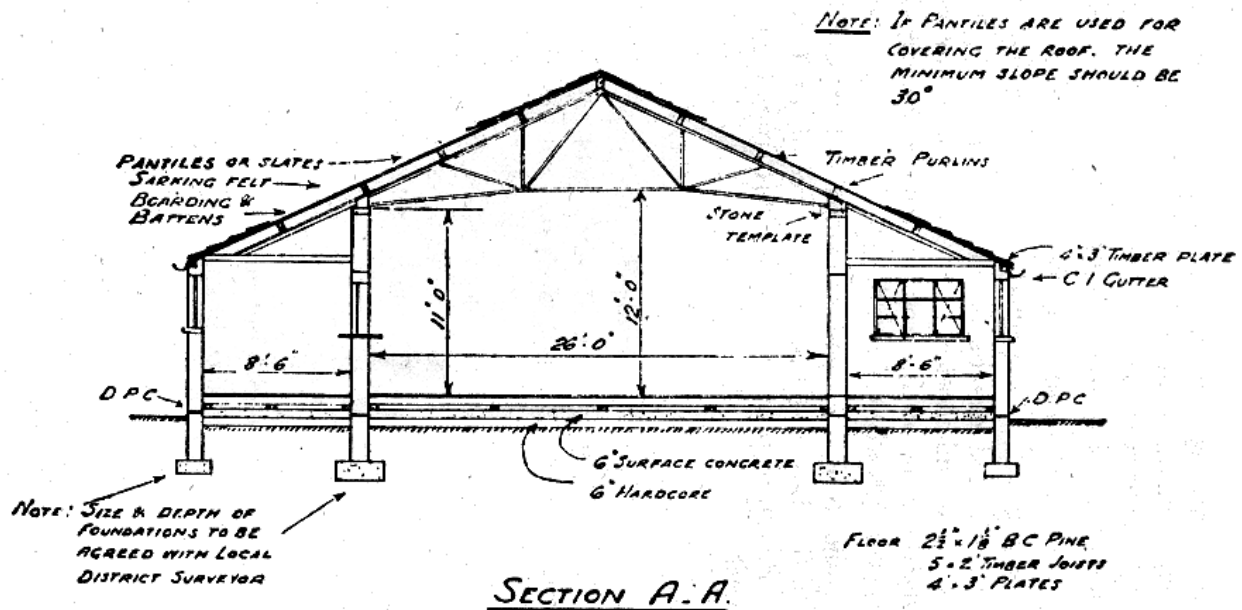 NOTE: IF PANTILES ARE USED FOR
COVERING THE ROOF. THE
MINIMUM SLOPE SHOULD BE
30°
PANTILES OR SLATES
SARKING FELT
BOARDING &
BATTENS
TIMBER PURLINS
STONE
TEMPLATE
4"×3" TIMBER PLATE
C I GUTTER
11'·0"
12'·0"
26'·0"
8'·6"
8'·6"
D P C
D.P.C
6" SURFACE CONCRETE
6" HARDCORE
NOTE: SIZE & DEPTH OF
FOUNDATIONS TO BE
AGREED WITH LOCAL
DISTRICT SURVEYOR
FLOOR 2½"×1⅛" B C PINE
5×2" TIMBER JOISTS
4"×3" PLATES
SECTION A.A.